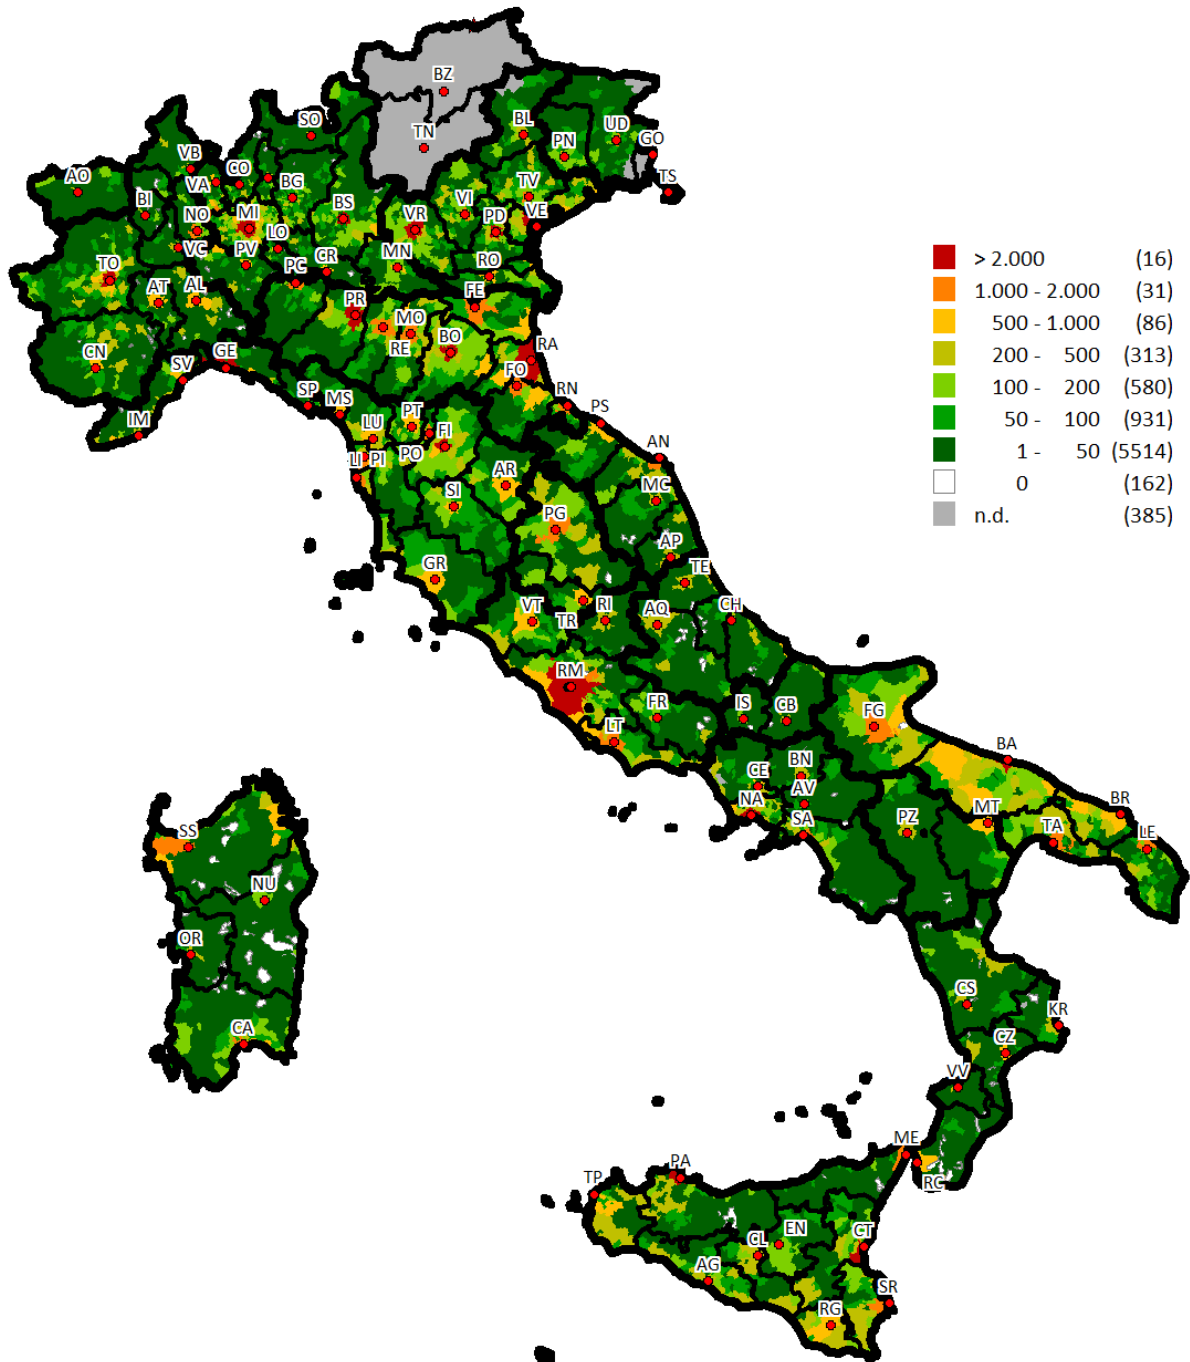 BZ
SO
BL
UD
TN
PN
GO
VB
CO
AO
VA
BG
TS
TV
BI
BS
VI
NO
MI
VR
PD
VE
LO
VC
PV
CR
MN
RO
TO
PC
> 2.000 (16)
AT
AL
FE
1.000 - 2.000 (31)
PR
MO
500 - 1.000 (86)
BO
RE
RA
CN
GE
200 - 500 (313)
SV
FO
SP
MS
RN
100 - 200 (580)
PS
IM
LU
PT
FI
50 - 100 (931)
LI
PI
PO
AN
1 - 50 (5514)
AR
SI
MC
0 (162)
PG
n.d. (385)
AP
GR
TE
VT
TR
RI
AQ
CH
RM
FR
IS
CB
FG
LT
BA
CE
BN
NA
AV
SA
PZ
MT
BR
TA
LE
SS
NU
OR
CS
KR
CA
CZ
VV
ME
PA
TP
RC
EN
CT
CL
AG
SR
RG